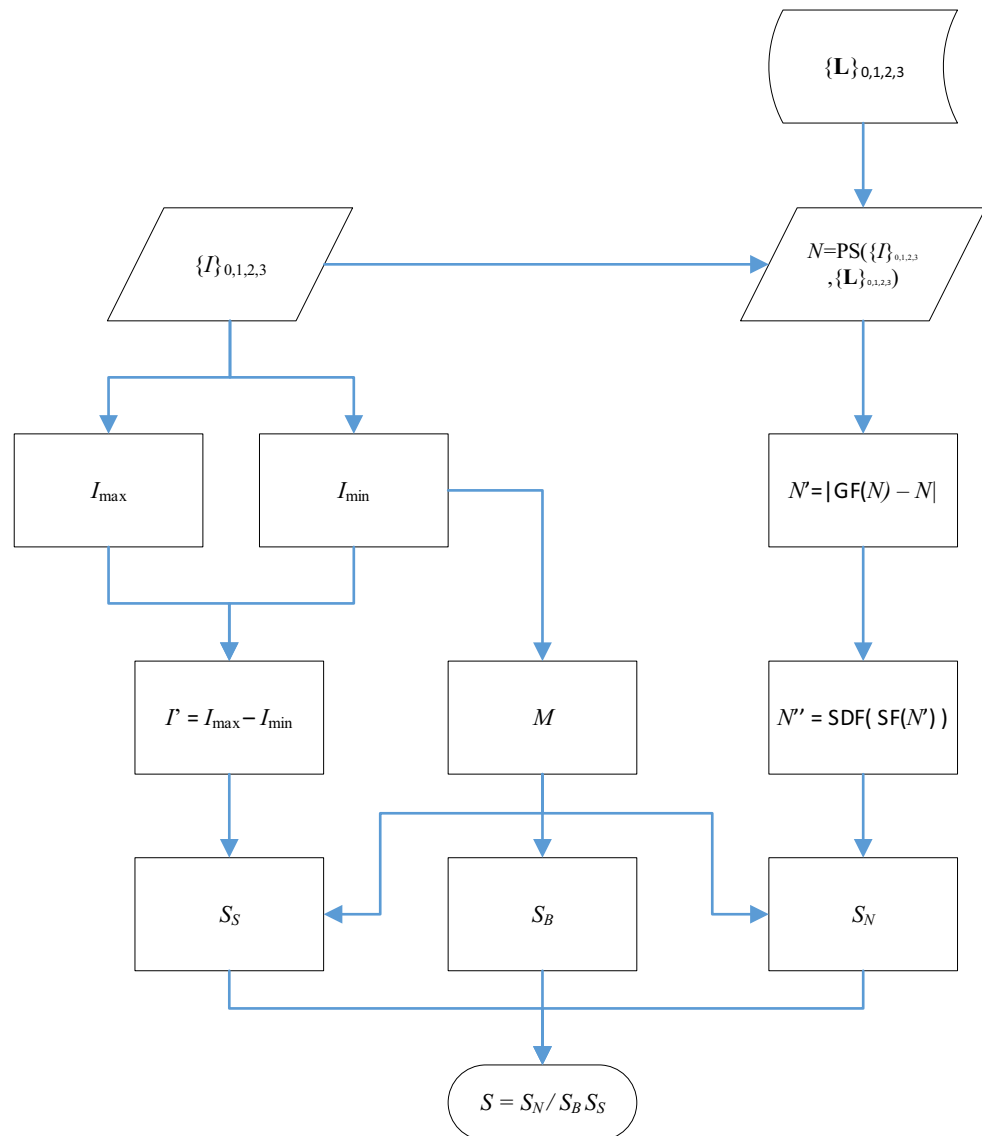 {L}0,1,2,3
{I}0,1,2,3
N=PS({I}0,1,2,3
,{L}0,1,2,3)
Imax
Imin
N'=|GF(N) – N|
I' = Imax – Imin
M
N'' = SDF( SF(N') )
SS
SB
SN
S = SN / SB SS